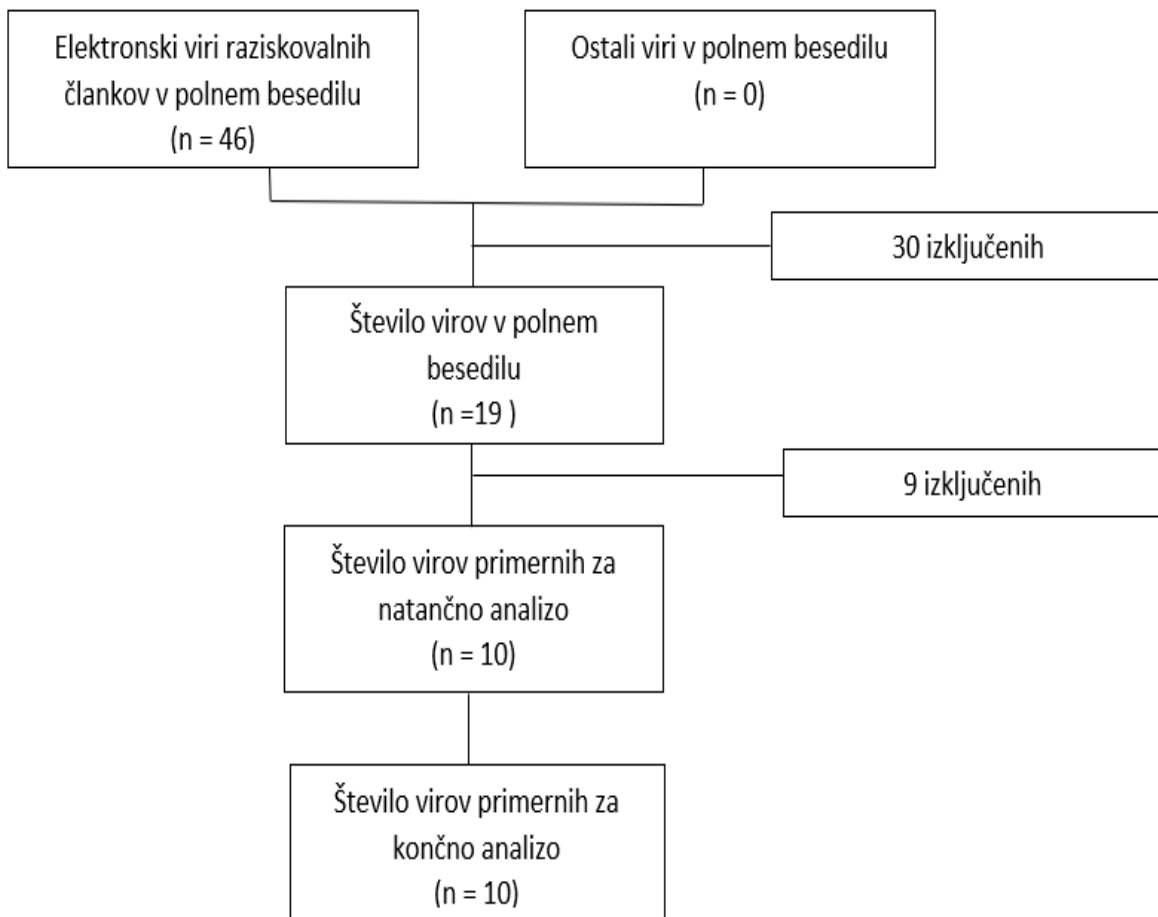 Elektronski viri raziskovalnih
člankov v polnem besedilu
(n = 46)
Ostali viri v polnem besedilu
(n = 0)
30 izključenih
Število virov v polnem
besedilu
(n =19 )
9 izključenih
Število virov primernih za
natančno analizo
(n = 10)
Število virov primernih za
končno analizo
(n = 10)